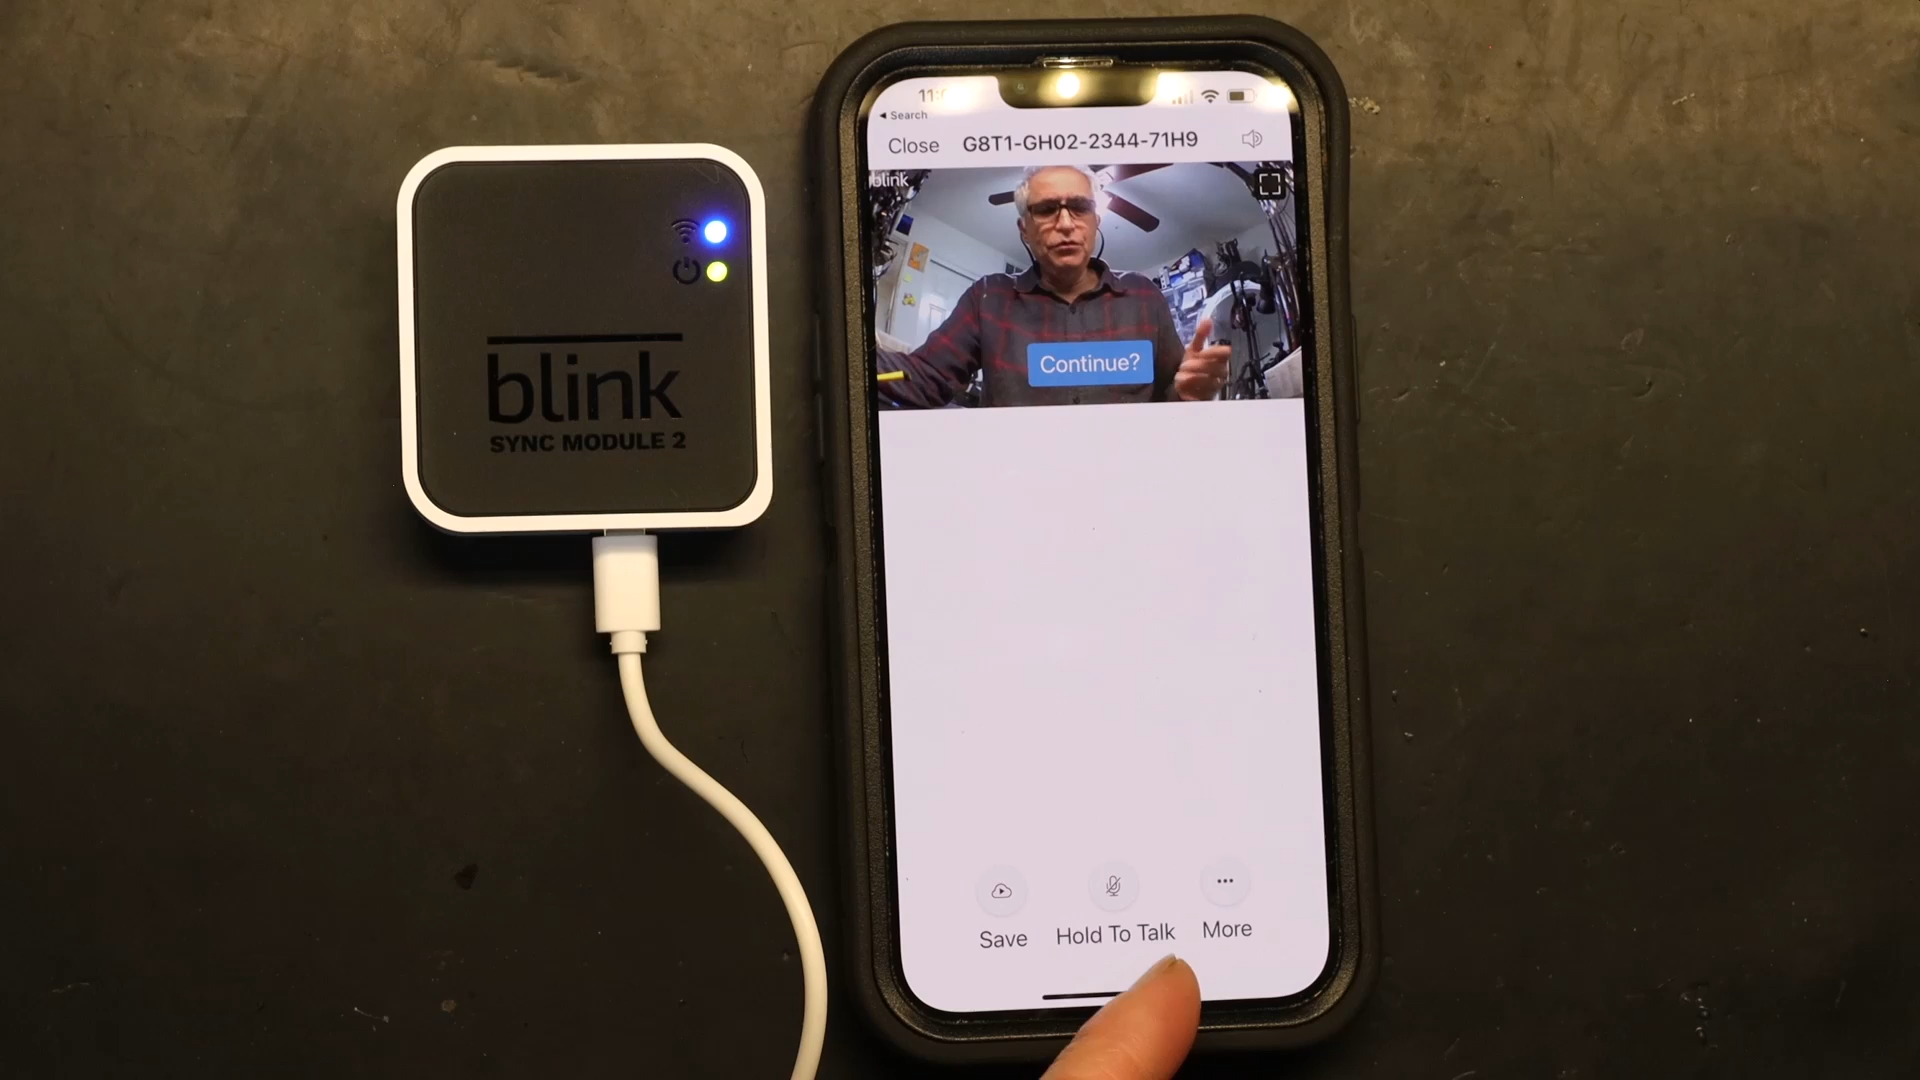 blink
SYNC MODULE 2
◂ Search
Close G8T1-GH02-2344-71H9
blink
Continue?
Save Hold To Talk More